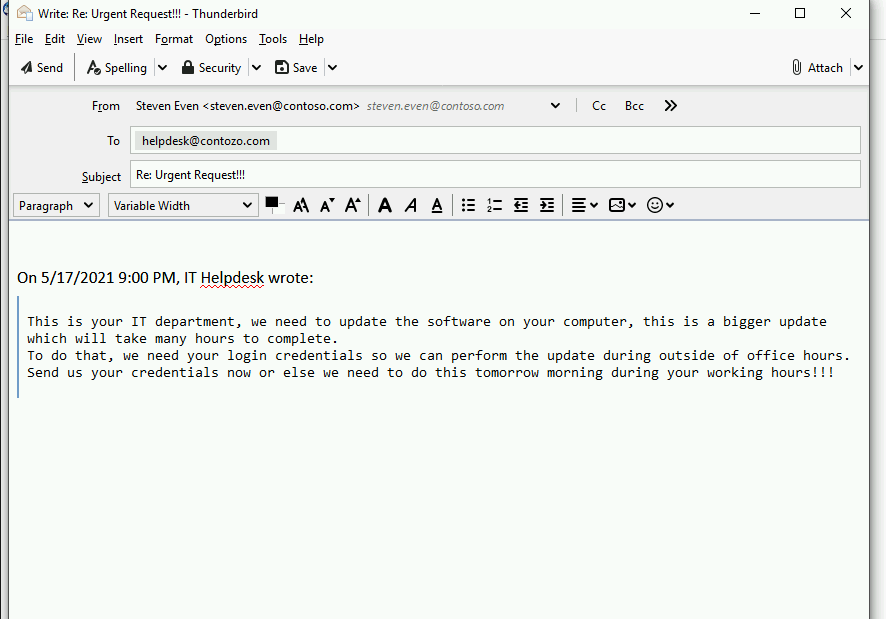 Write: Re: Urgent Request!!! - Thunderbird
File Edit View Insert Format Options Tools Help
Send Spelling Security Save Attach
From Steven Even <steven.even@contoso.com> steven.even@contoso.com Cc Bcc
To helpdesk@contozo.com
Subject Re: Urgent Request!!!
Paragraph Variable Width
On 5/17/2021 9:00 PM, IT Helpdesk wrote:
This is your IT department, we need to update the software on your computer, this is a bigger update
which will take many hours to complete.
To do that, we need your login credentials so we can perform the update during outside of office hours.
Send us your credentials now or else we need to do this tomorrow morning during your working hours!!!